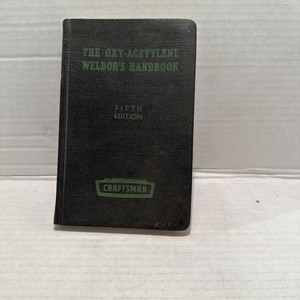 THE OXY-ACETYLENE
WELDOR'S HANDBOOK
FIFTH
EDITION
CRAFTSMAN